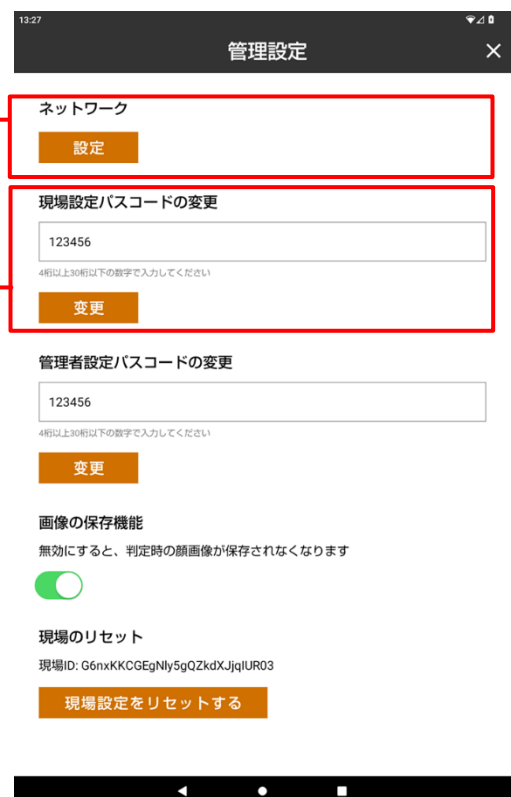 13:27
管理設定
ネットワーク
設定
現場設定パスコードの変更
123456
4桁以上30桁以下の数字で入力してください
変更
管理者設定パスコードの変更
123456
4桁以上30桁以下の数字で入力してください
変更
画像の保存機能
無効にすると、判定時の顔画像が保存されなくなります
現場のリセット
現場ID: G6nxKKCGEgNly5gQZkdXJjqIUR03
現場設定をリセットする